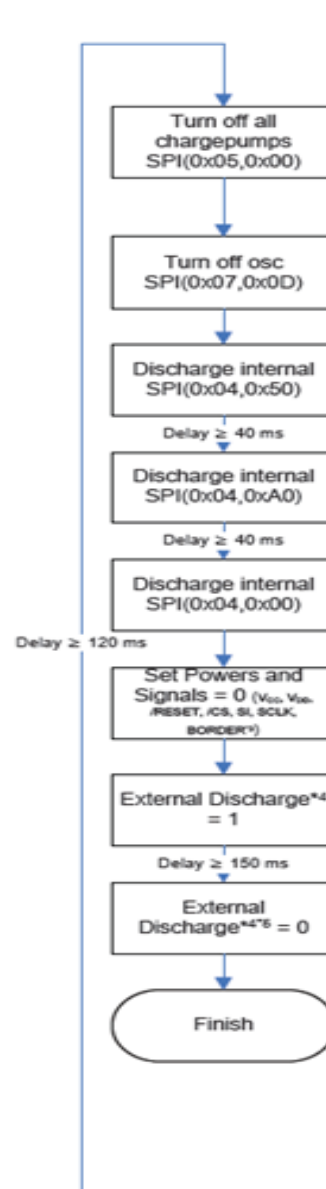 Turn off all
chargepumps
SPI(0x05,0x00)
Turn off osc
SPI(0x07,0x0D)
Discharge internal
SPI(0x04,0x50)
Delay ≥ 40 ms
Discharge internal
SPI(0x04,0xA0)
Delay ≥ 40 ms
Discharge internal
SPI(0x04,0x00)
Delay ≥ 120 ms
Set Powers and
Signals = 0 (Vcc,
/RESET, /CS, SI, SCLK,
External Discharge*4
= 1
Delay ≥ 150 ms
External
Discharge*4*5 = 0
Finish